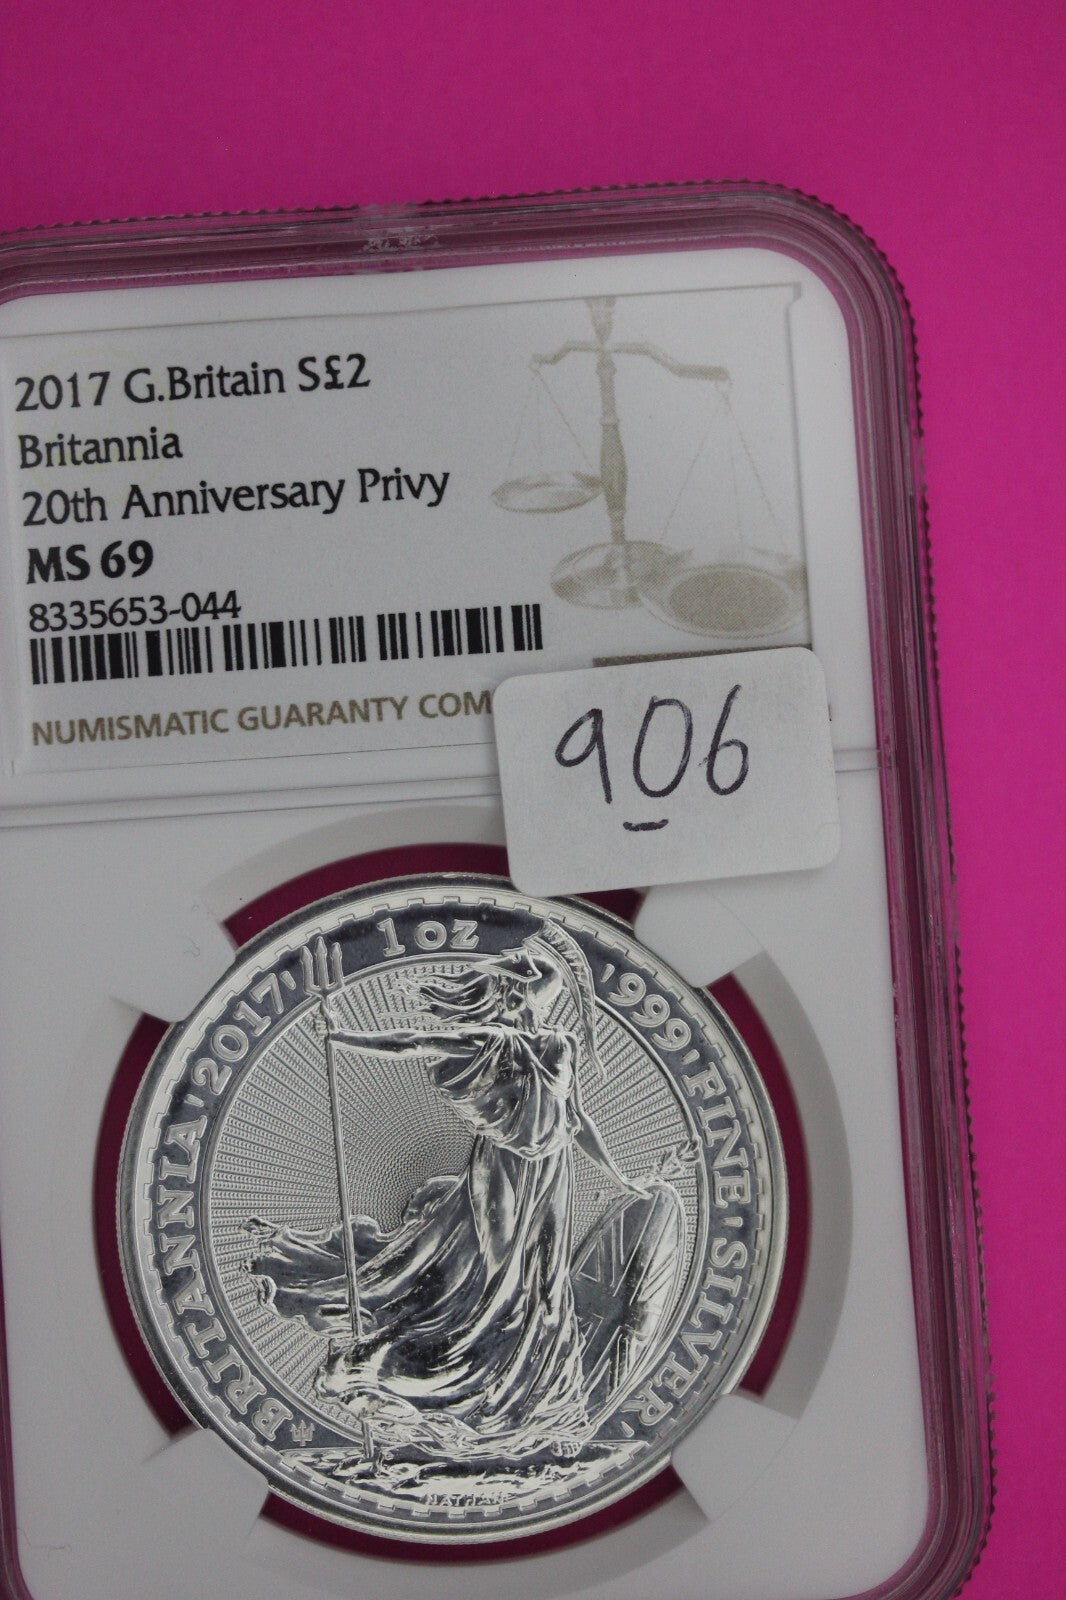 2017 G.Britain S£2
Britannia
20th Anniversary Privy
MS 69
8335653-044
NUMISMATIC GUARANTY COM
906
1 oz
BRITANNIA ' 2017 '
' 999 ' FINE ' SILVER '
NATHAN